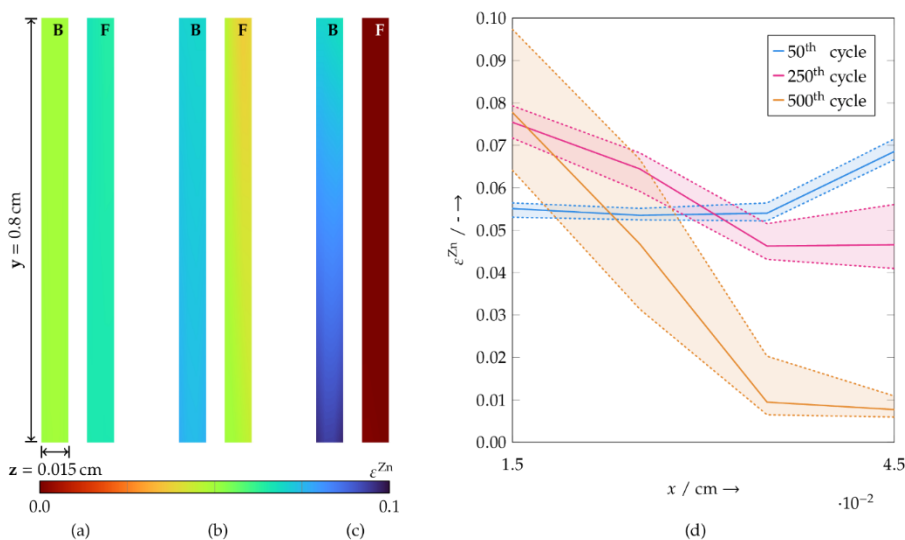 B F B F B F
y = 0.8 cm
z = 0.015 cm
ε^Zn
0.0 0.1
(a) (b) (c)
0.10
0.09
0.08
0.07
0.06
0.05
0.04
0.03
0.02
0.01
0.00
ε^Zn / - →
50th cycle
250th cycle
500th cycle
1.5 4.5
x / cm →
·10⁻²
(d)